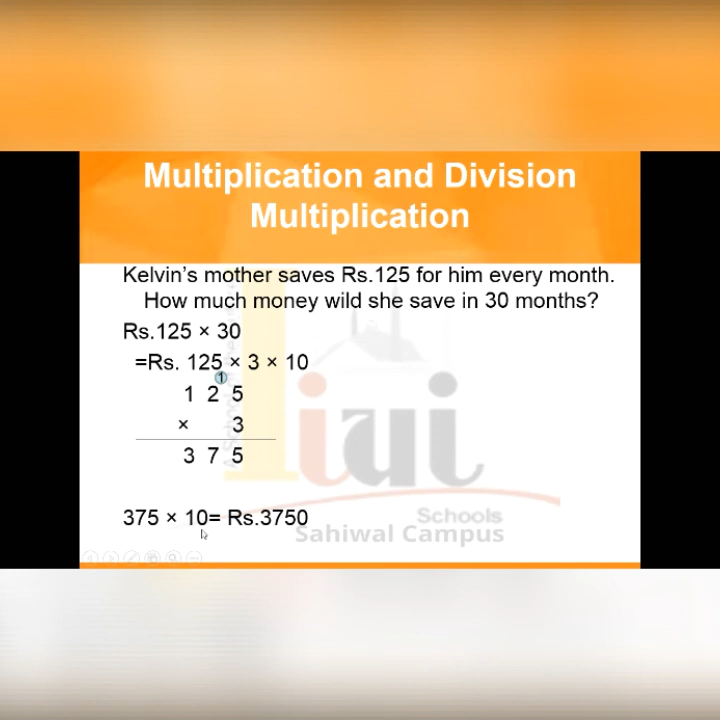 Multiplication and Division
Multiplication
Kelvin's mother saves Rs.125 for him every month.
How much money wild she save in 30 months?
Rs.125 × 30
=Rs. 125 × 3 × 10
1
1 2 5
× 3
3 7 5
375 × 10= Rs.3750
iiui
Schools
Sahiwal Campus